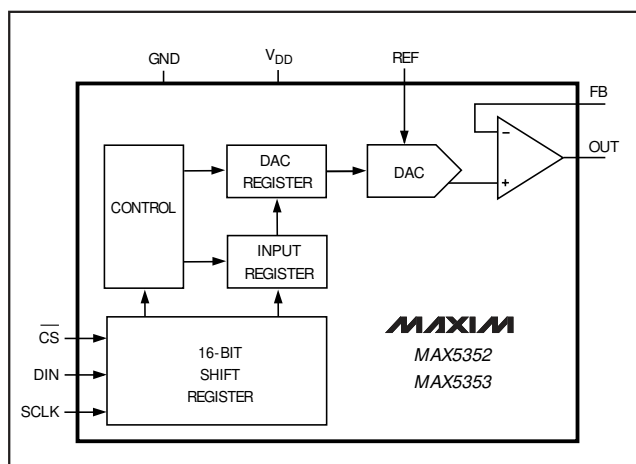 GND
VDD
REF
FB
OUT
DAC
REGISTER
DAC
CONTROL
INPUT
REGISTER
CS
DIN
SCLK
16-BIT
SHIFT
REGISTER
MAXIM
MAX5352
MAX5353
−
+